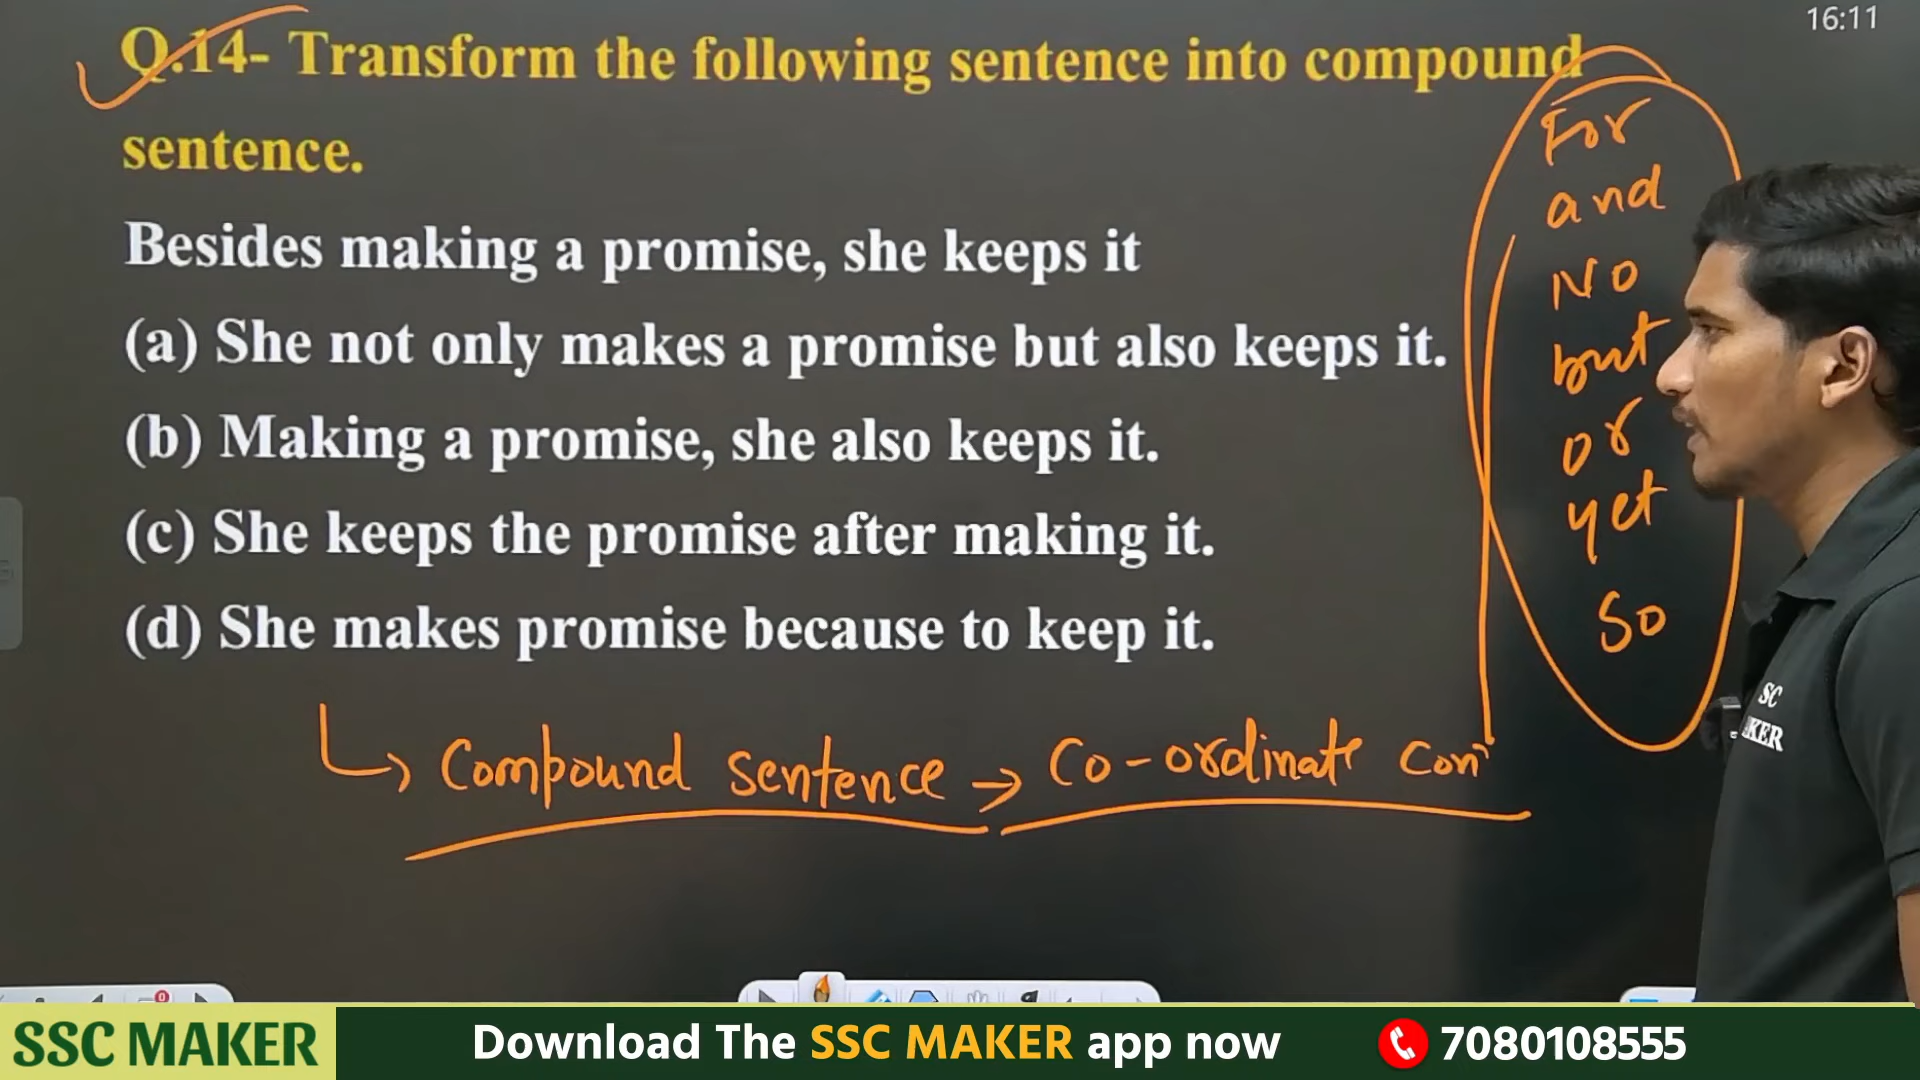 16:11
Q.14- Transform the following sentence into compound
sentence.
Besides making a promise, she keeps it
(a) She not only makes a promise but also keeps it.
(b) Making a promise, she also keeps it.
(c) She keeps the promise after making it.
(d) She makes promise because to keep it.
For
and
No
but
or
yet
So
Compound sentence → Co-ordinate con
SC
KER
0
SSC MAKER
Download The SSC MAKER app now
7080108555